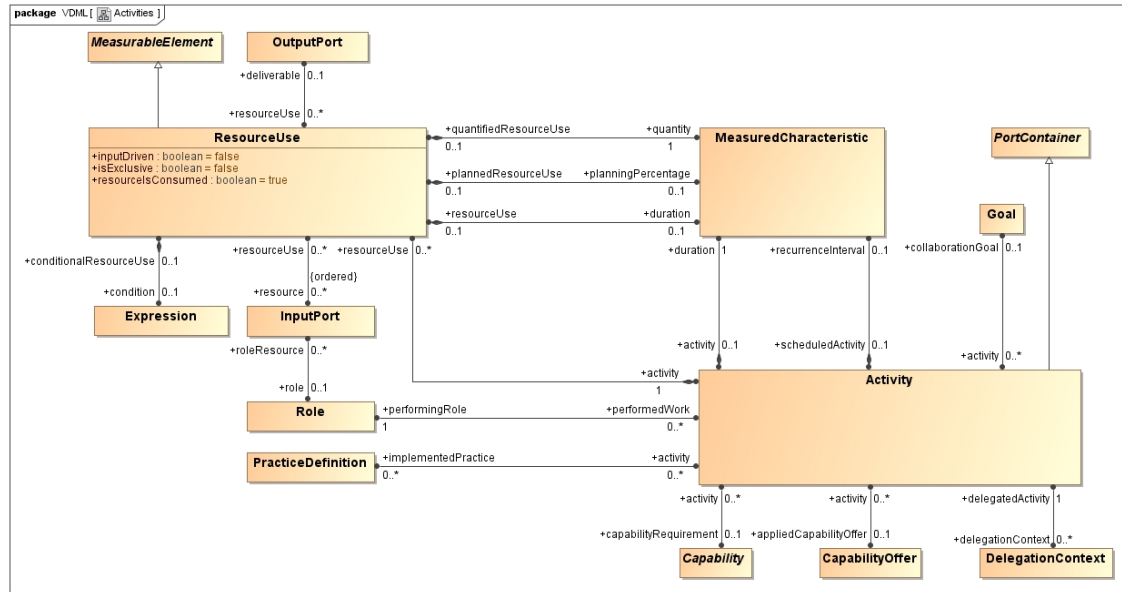 package VDML [ Activities ]
MeasurableElement
OutputPort
+deliverable 0..1
+resourceUse 0..*
ResourceUse
+inputDriven : boolean = false
+isExclusive : boolean = false
+resourceIsConsumed : boolean = true
+quantifiedResourceUse +quantity
0..1 1
+plannedResourceUse +planningPercentage
0..1 0..1
+resourceUse +duration
0..1 0..1
MeasuredCharacteristic
PortContainer
Goal
+collaborationGoal 0..1
+duration 1
+recurrenceInterval 0..1
+conditionalResourceUse 0..1
+condition 0..1
Expression
+resourceUse 0..*
{ordered}
+resource 0..*
+resourceUse 0..*
InputPort
+roleResource 0..*
+role 0..1
+activity 0..1
+scheduledActivity 0..1
+activity 0..*
+activity
1
Activity
Role
+performingRole +performedWork
1 0..*
PracticeDefinition
+implementedPractice +activity
0..* 0..*
+activity 0..*
+capabilityRequirement 0..1
Capability
+activity 0..*
+appliedCapabilityOffer 0..1
CapabilityOffer
+delegatedActivity 1
+delegationContext 0..*
DelegationContext